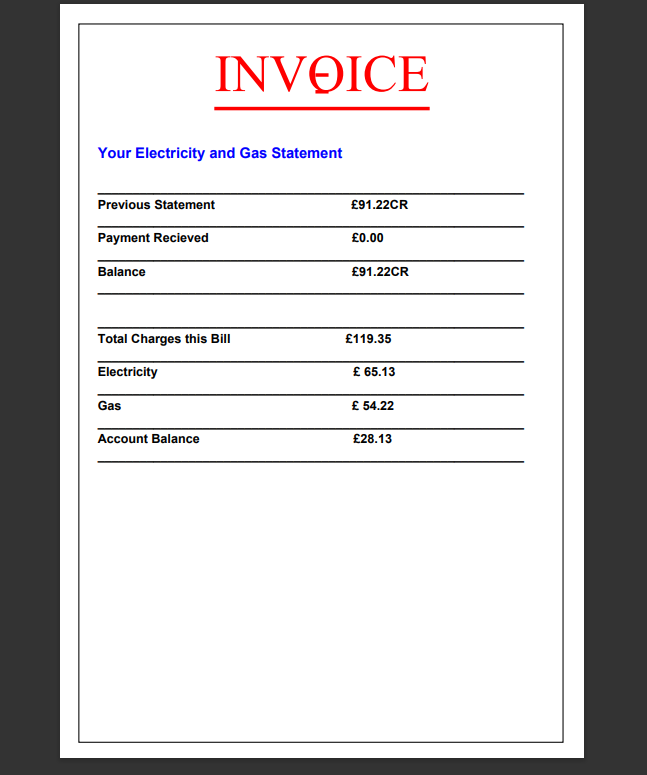 INVOICE
Your Electricity and Gas Statement
Previous Statement £91.22CR
Payment Recieved £0.00
Balance £91.22CR
Total Charges this Bill £119.35
Electricity £ 65.13
Gas £ 54.22
Account Balance £28.13